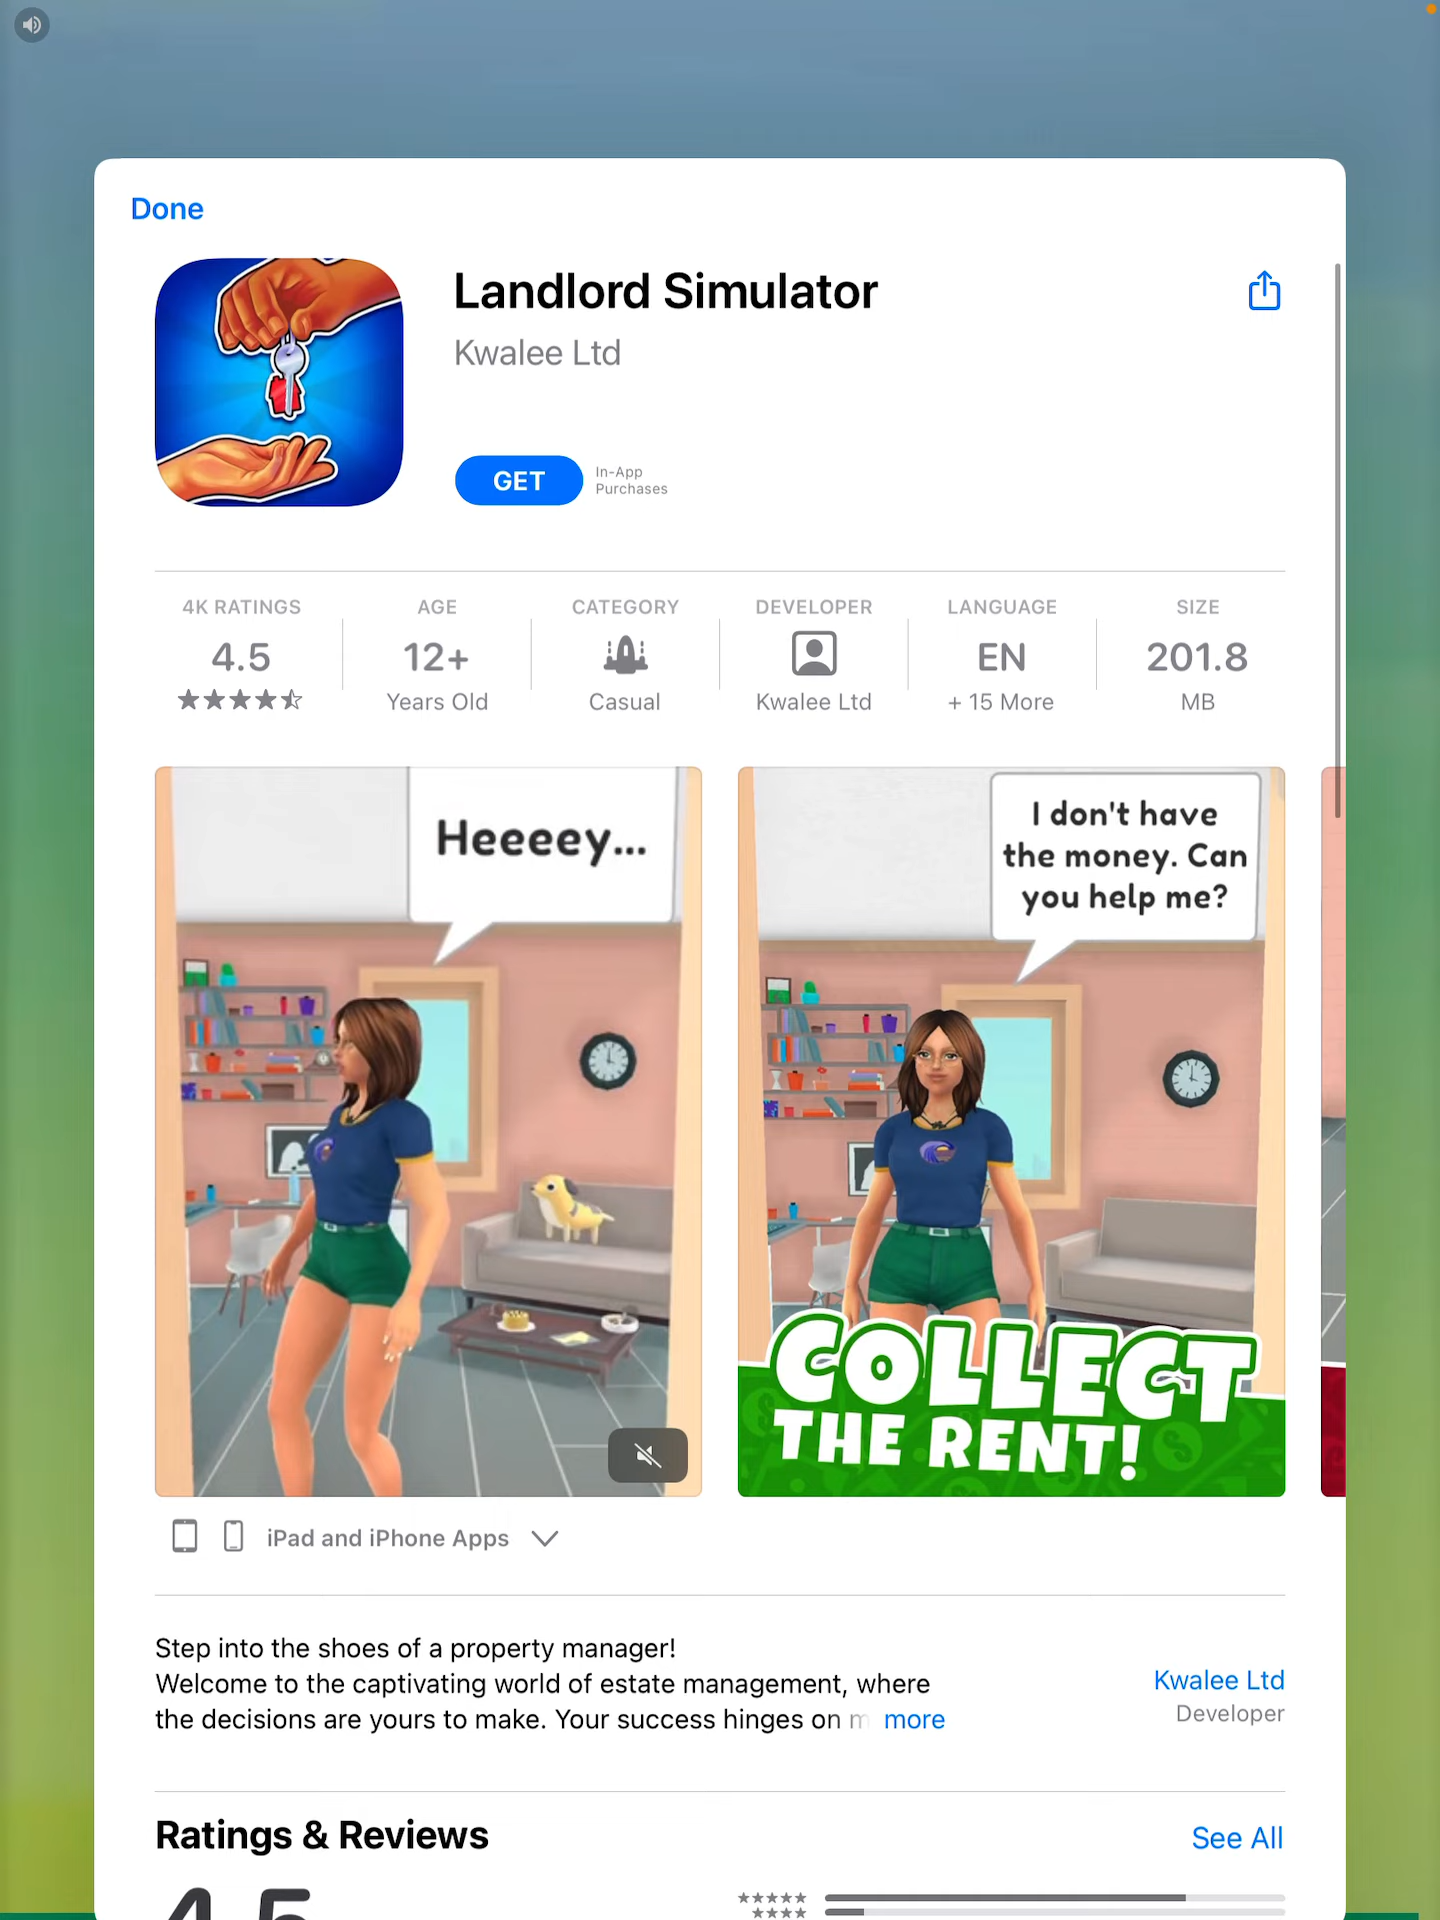 Done
Landlord Simulator
Kwalee Ltd
GET
In-App
Purchases
4K RATINGS
4.5
AGE
12+
Years Old
CATEGORY
Casual
DEVELOPER
Kwalee Ltd
LANGUAGE
EN
+ 15 More
SIZE
201.8
MB
Heeeey...
I don't have
the money. Can
you help me?
COLLECT
THE RENT!
iPad and iPhone Apps
Step into the shoes of a property manager!
Welcome to the captivating world of estate management, where
the decisions are yours to make. Your success hinges on m more
Kwalee Ltd
Developer
Ratings & Reviews
See All
4.5